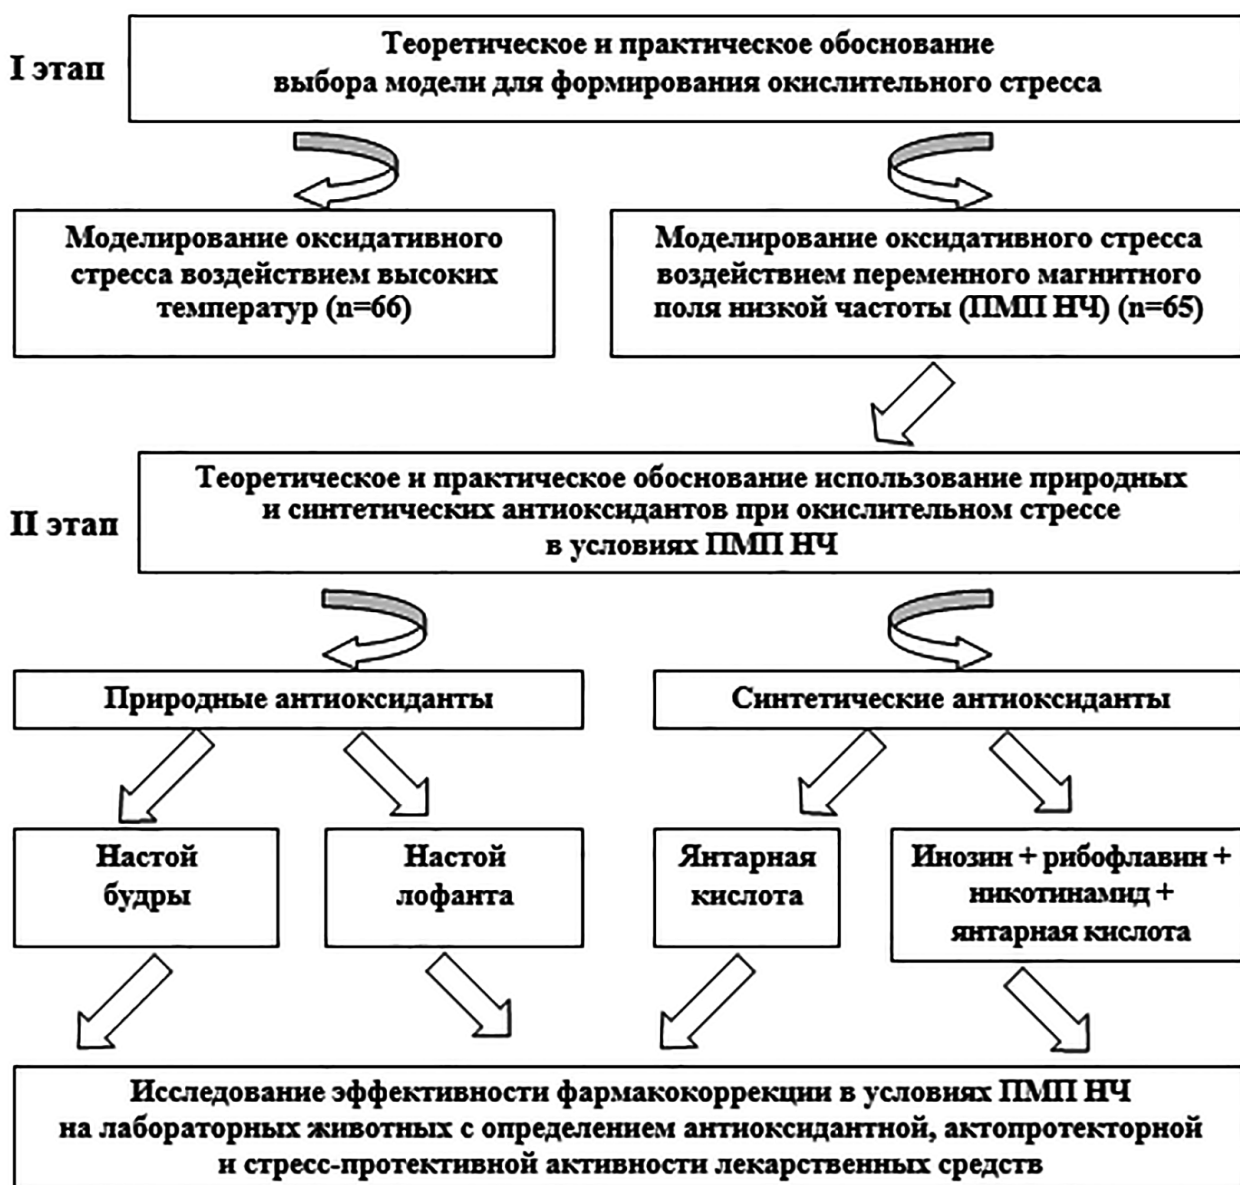 I этап
Теоретическое и практическое обоснование
выбора модели для формирования окислительного стресса
Моделирование оксидативного
стресса воздействием высоких
температур (n=66)
Моделирование оксидативного стресса
воздействием переменного магнитного
поля низкой частоты (ПМП НЧ) (n=65)
II этап
Теоретическое и практическое обоснование использование природных
и синтетических антиоксидантов при окислительном стрессе
в условиях ПМП НЧ
Природные антиоксиданты
Синтетические антиоксиданты
Настой
будры
Настой
лофанта
Янтарная
кислота
Инозин + рибофлавин +
никотинамид +
янтарная кислота
Исследование эффективности фармакокоррекции в условиях ПМП НЧ
на лабораторных животных с определением антиоксидантной, актопротекторной
и стресс-протективной активности лекарственных средств